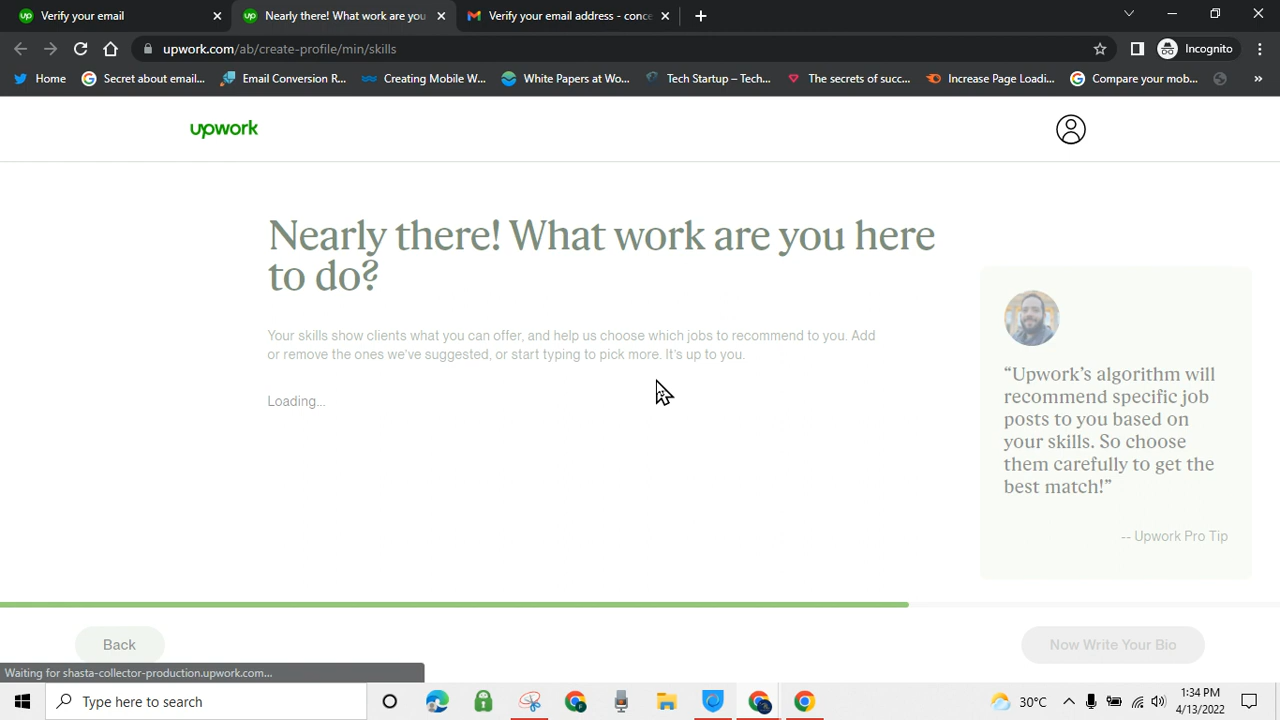 Verify your email
Nearly there! What work are you
Verify your email address - conce
upwork.com/ab/create-profile/min/skills
Incognito
Home
Secret about email...
Email Conversion R...
Creating Mobile W...
White Papers at Wo...
Tech Startup – Tech...
The secrets of succ...
Increase Page Loadi...
Compare your mob...
upwork
Nearly there! What work are you here
to do?
Your skills show clients what you can offer, and help us choose which jobs to recommend to you. Add
or remove the ones we've suggested, or start typing to pick more. It's up to you.
Loading...
“Upwork’s algorithm will
recommend specific job
posts to you based on
your skills. So choose
them carefully to get the
best match!”
-- Upwork Pro Tip
Back
Now Write Your Bio
Waiting for shasta-collector-production.upwork.com...
Type here to search
30°C
1:34 PM
4/13/2022